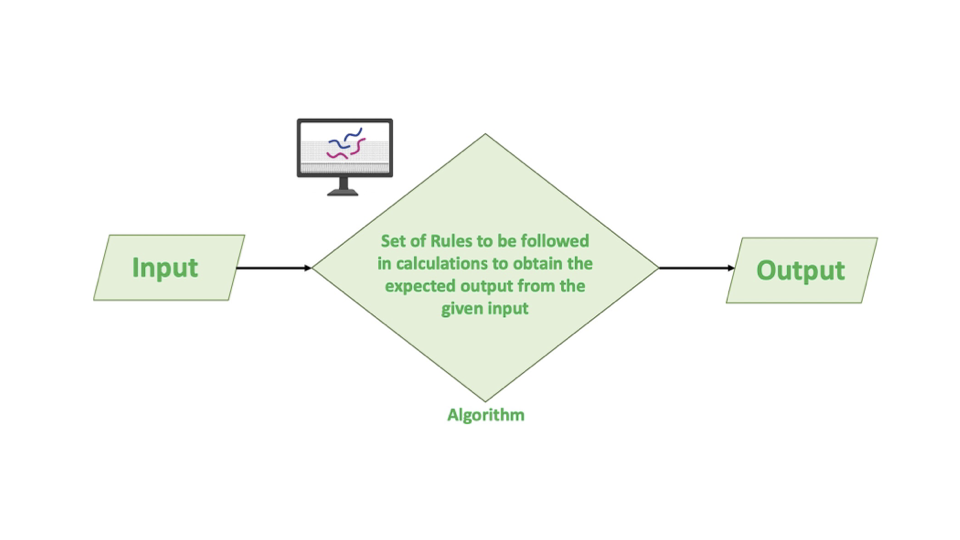 Input
Set of Rules to be followed
in calculations to obtain the
expected output from the
given input
Output
Algorithm